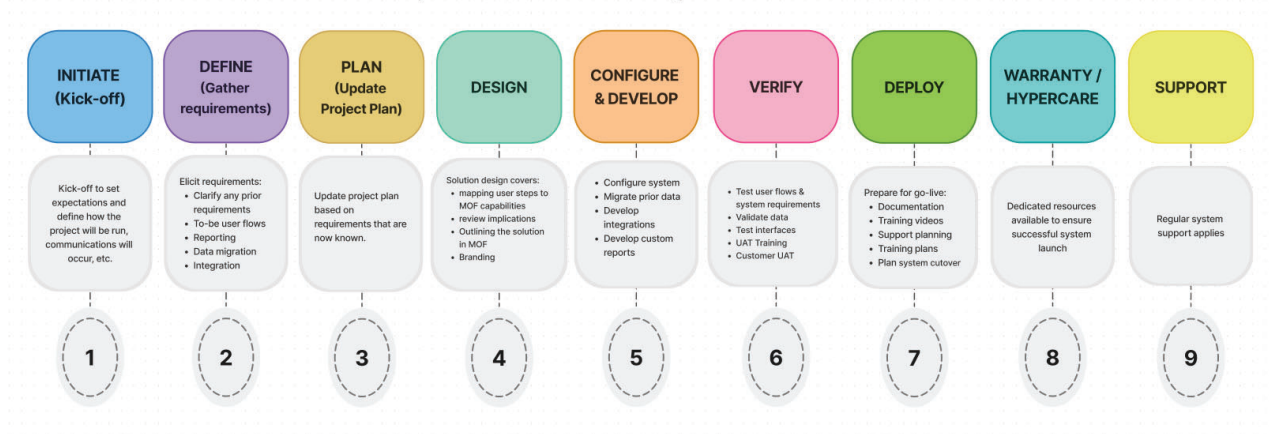 INITIATE
(Kick-off)
DEFINE
(Gather
requirements)
PLAN
(Update
Project Plan)
DESIGN
CONFIGURE
& DEVELOP
VERIFY
DEPLOY
WARRANTY /
HYPERCARE
SUPPORT
Kick-off to set
expectations and
define how the
project will be run,
communications will
occur, etc.
Elicit requirements:
• Clarify any prior
requirements
• To-be user flows
• Reporting
• Data migration
• Integration
Update project plan
based on
requirements that are
now known.
Solution design covers:
• mapping user steps to
MOF capabilities
• review implications
• Outlining the solution
in MOF
• Branding
• Configure system
• Migrate prior data
• Develop
integrations
• Develop custom
reports
• Test user flows &
system requirements
• Validate data
• Test interfaces
• UAT Training
• Customer UAT
Prepare for go-live:
• Documentation
• Training videos
• Support planning
• Training plans
• Plan system cutover
Dedicated resources
available to ensure
successful system
launch
Regular system
support applies
1
2
3
4
5
6
7
8
9